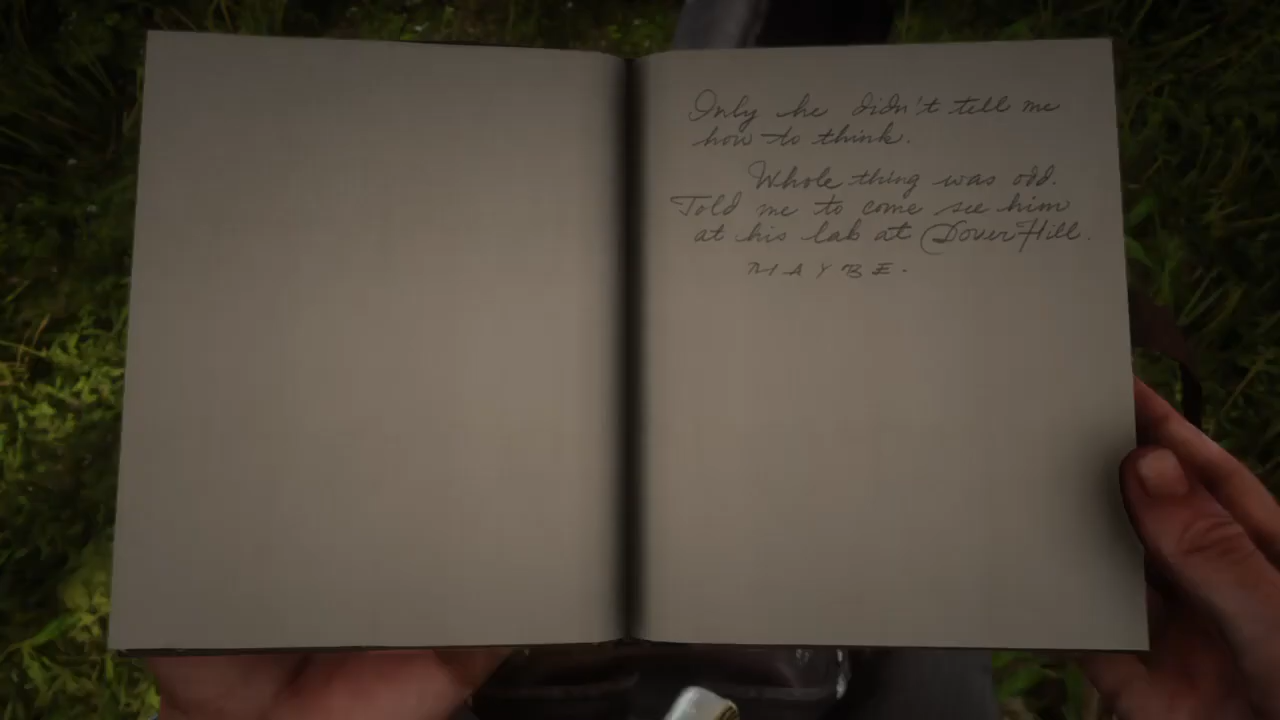 Only he didn't tell me
how to think.
Whole thing was odd.
Told me to come see him
at his lab at Dover Hill.
MAYBE.